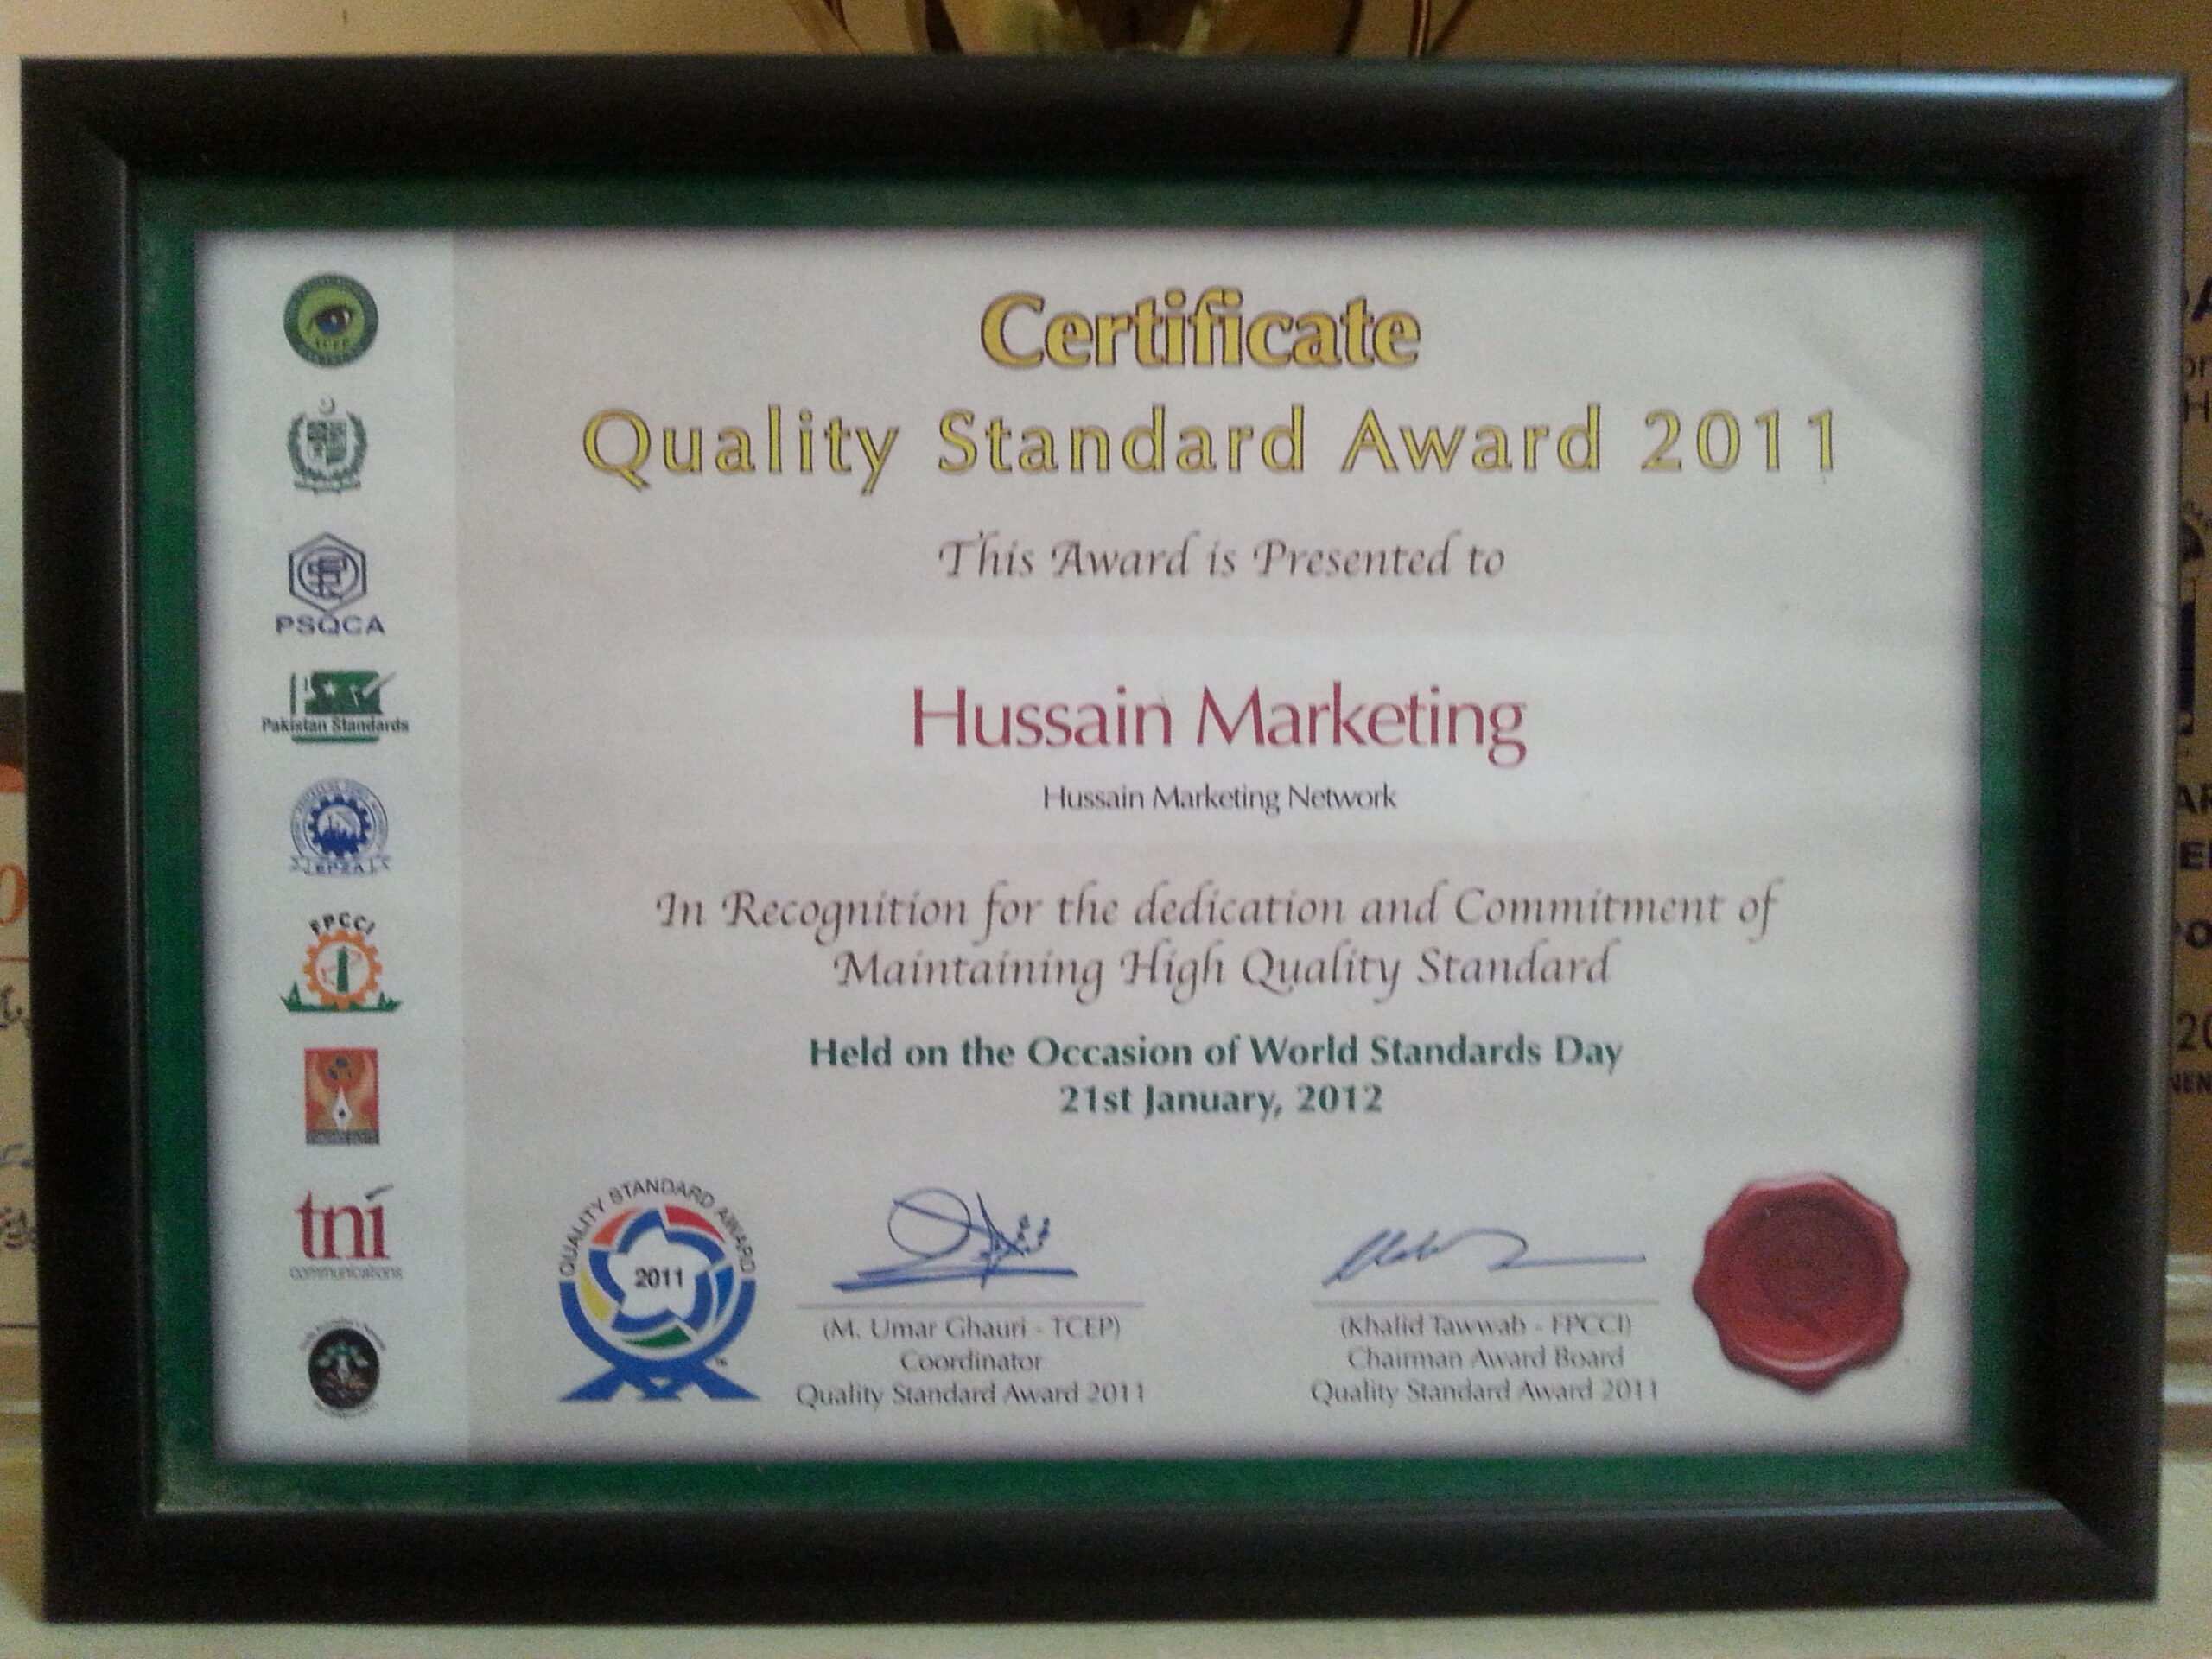 Certificate
Quality Standard Award 2011
This Award is Presented to
Hussain Marketing
Hussain Marketing Network
In Recognition for the dedication and Commitment of
Maintaining High Quality Standard
Held on the Occasion of World Standards Day
21st January, 2012
PSQCA
Pakistan Standards
EPZA
FPCCI
tni
communications
QUALITY STANDARD AWARD
2011
(M. Umar Ghauri - TCEP)
Coordinator
Quality Standard Award 2011
(Khalid Tawwab - FPCCI)
Chairman Award Board
Quality Standard Award 2011